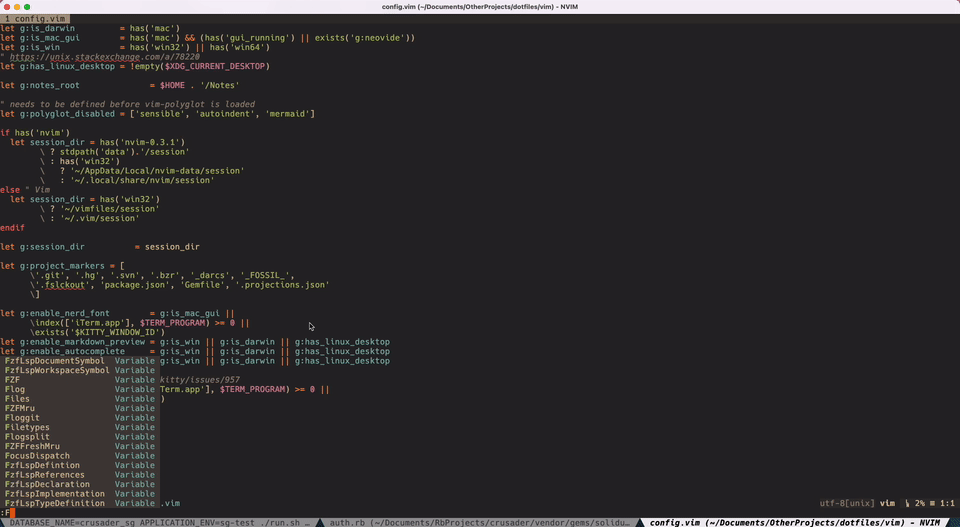 config.vim (~/Documents/OtherProjects/dotfiles/vim) - NVIM
1 config.vim
let g:is_darwin         = has('mac')
let g:is_mac_gui        = has('mac') && (has('gui_running') || exists('g:neovide'))
let g:is_win            = has('win32') || has('win64')
" https://unix.stackexchange.com/a/78220
let g:has_linux_desktop = !empty($XDG_CURRENT_DESKTOP)
let g:notes_root              = $HOME . '/Notes'
" needs to be defined before vim-polyglot is loaded
let g:polyglot_disabled = ['sensible', 'autoindent', 'mermaid']
if has('nvim')
  let session_dir = has('nvim-0.3.1')
        \ ? stdpath('data').'/session'
        \ : has('win32')
        \   ? '~/AppData/Local/nvim-data/session'
        \   : '~/.local/share/nvim/session'
else " Vim
  let session_dir = has('win32')
        \ ? '~/vimfiles/session'
        \ : '~/.vim/session'
endif
let g:session_dir          = session_dir
let g:project_markers = [
      \'.git', '.hg', '.svn', '.bzr', '_darcs', '_FOSSIL_',
      \'.fslckout', 'package.json', 'Gemfile', '.projections.json'
      \]
let g:enable_nerd_font        = g:is_mac_gui ||
      \index(['iTerm.app'], $TERM_PROGRAM) >= 0 ||
      \exists('$KITTY_WINDOW_ID')
let g:enable_markdown_preview = g:is_win || g:is_darwin || g:has_linux_desktop
let g:enable_autocomplete     = g:is_win || g:is_darwin || g:has_linux_desktop
FzfLspDocumentSymbol  Variable g:is_win || g:is_darwin || g:has_linux_desktop
FzfLspWorkspaceSymbol Variable
FZF                   Variable kitty/issues/957
Flog                  Variable Term.app'], $TERM_PROGRAM) >= 0 ||
Files                 Variable )
FZFMru                Variable
Floggit               Variable
Filetypes             Variable
Flogsplit             Variable
FZFFreshMru           Variable
FocusDispatch         Variable
FzfLspDefintion       Variable
FzfLspReferences      Variable
FzfLspDeclaration     Variable
FzfLspImplementation  Variable
FzfLspTypeDefinition  Variable .vim utf-8[unix] vim 2% ≡ 1:1
:F
DATABASE_NAME=crusader_sg APPLICATION_ENV=sg-test ./run.sh … auth.rb (~/Documents/RbProjects/crusader/vendor/gems/solidu… config.vim (~/Documents/OtherProjects/dotfiles/vim) - NVIM